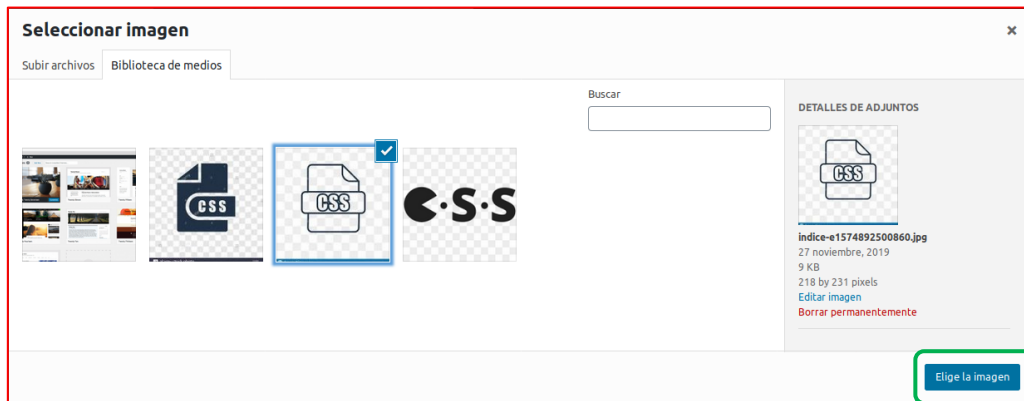 Seleccionar imagen
Subir archivos
Biblioteca de medios
Buscar
CSS
CSS
C·S·S
DETALLES DE ADJUNTOS
CSS
indice-e1574892500860.jpg
27 noviembre, 2019
9 KB
218 by 231 pixels
Editar imagen
Borrar permanentemente
Elige la imagen